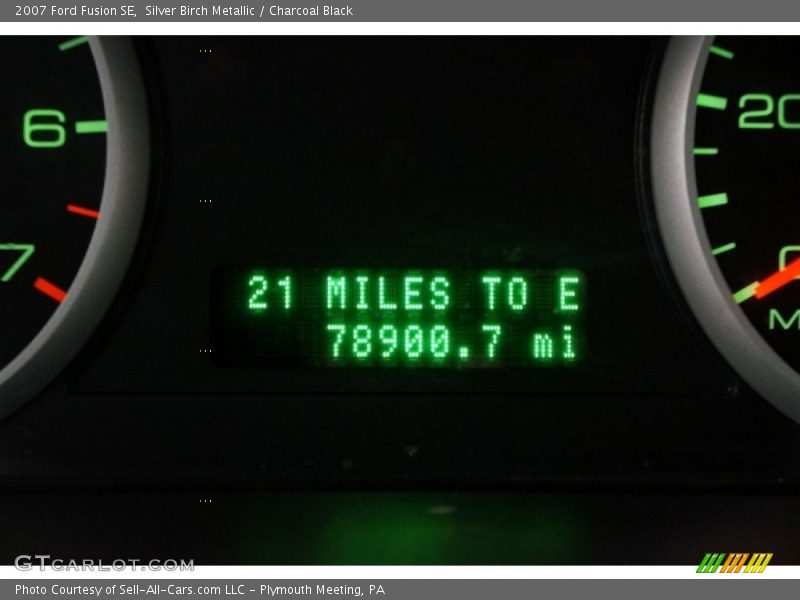 2007 Ford Fusion SE,  Silver Birch Metallic / Charcoal Black
6
20
7
21 MILES TO E
78900.7 mi
GTCARLOT.COM
Photo Courtesy of Sell-All-Cars.com LLC - Plymouth Meeting, PA